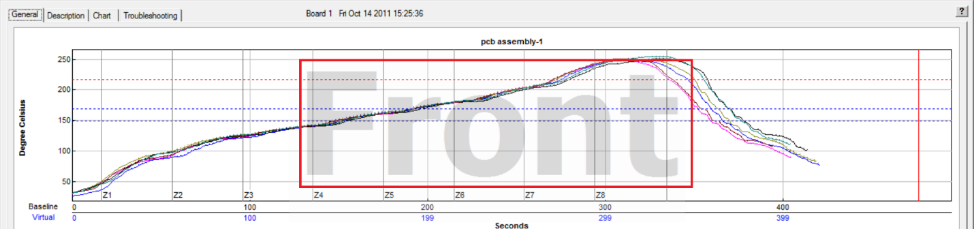 General Description Chart Troubleshooting Board 1 Fri Oct 14 2011 15:25:36 ?
pcb assembly-1
250
200
150
100
50
Degree Celsius
Front
Z1 Z2 Z3 Z4 Z5 Z6 Z7 Z8
Baseline 0 100 200 300 400
Virtual 0 100 199 299 399
Seconds